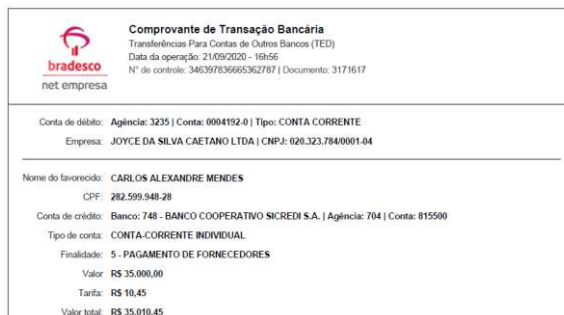 bradesco
net empresa
Comprovante de Transação Bancária
Transferências Para Contas de Outros Bancos (TED)
Data da operação: 21/09/2020 - 16h56
N° de controle: 346397836665362787 | Documento: 3171617
Conta de débito: Agência: 3235 | Conta: 0004192-0 | Tipo: CONTA CORRENTE
Empresa: JOYCE DA SILVA CAETANO LTDA | CNPJ: 020.323.784/0001-04
Nome do favorecido: CARLOS ALEXANDRE MENDES
CPF: 282.599.948-28
Conta de crédito: Banco: 748 - BANCO COOPERATIVO SICREDI S.A. | Agência: 704 | Conta: 815500
Tipo de conta: CONTA-CORRENTE INDIVIDUAL
Finalidade: 5 - PAGAMENTO DE FORNECEDORES
Valor R$ 35.000,00
Tarifa: R$ 10,45
Valor total: R$ 35.010,45